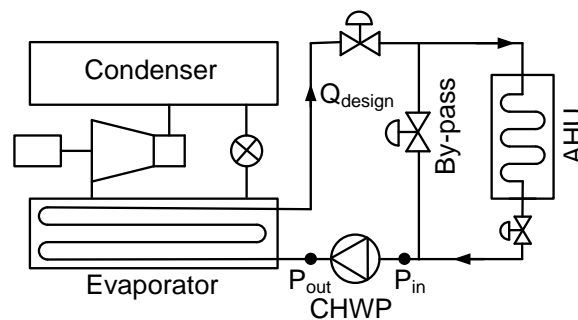 Condenser
Q_design
By-pass
AHU
Evaporator
P_out
CHWP
P_in